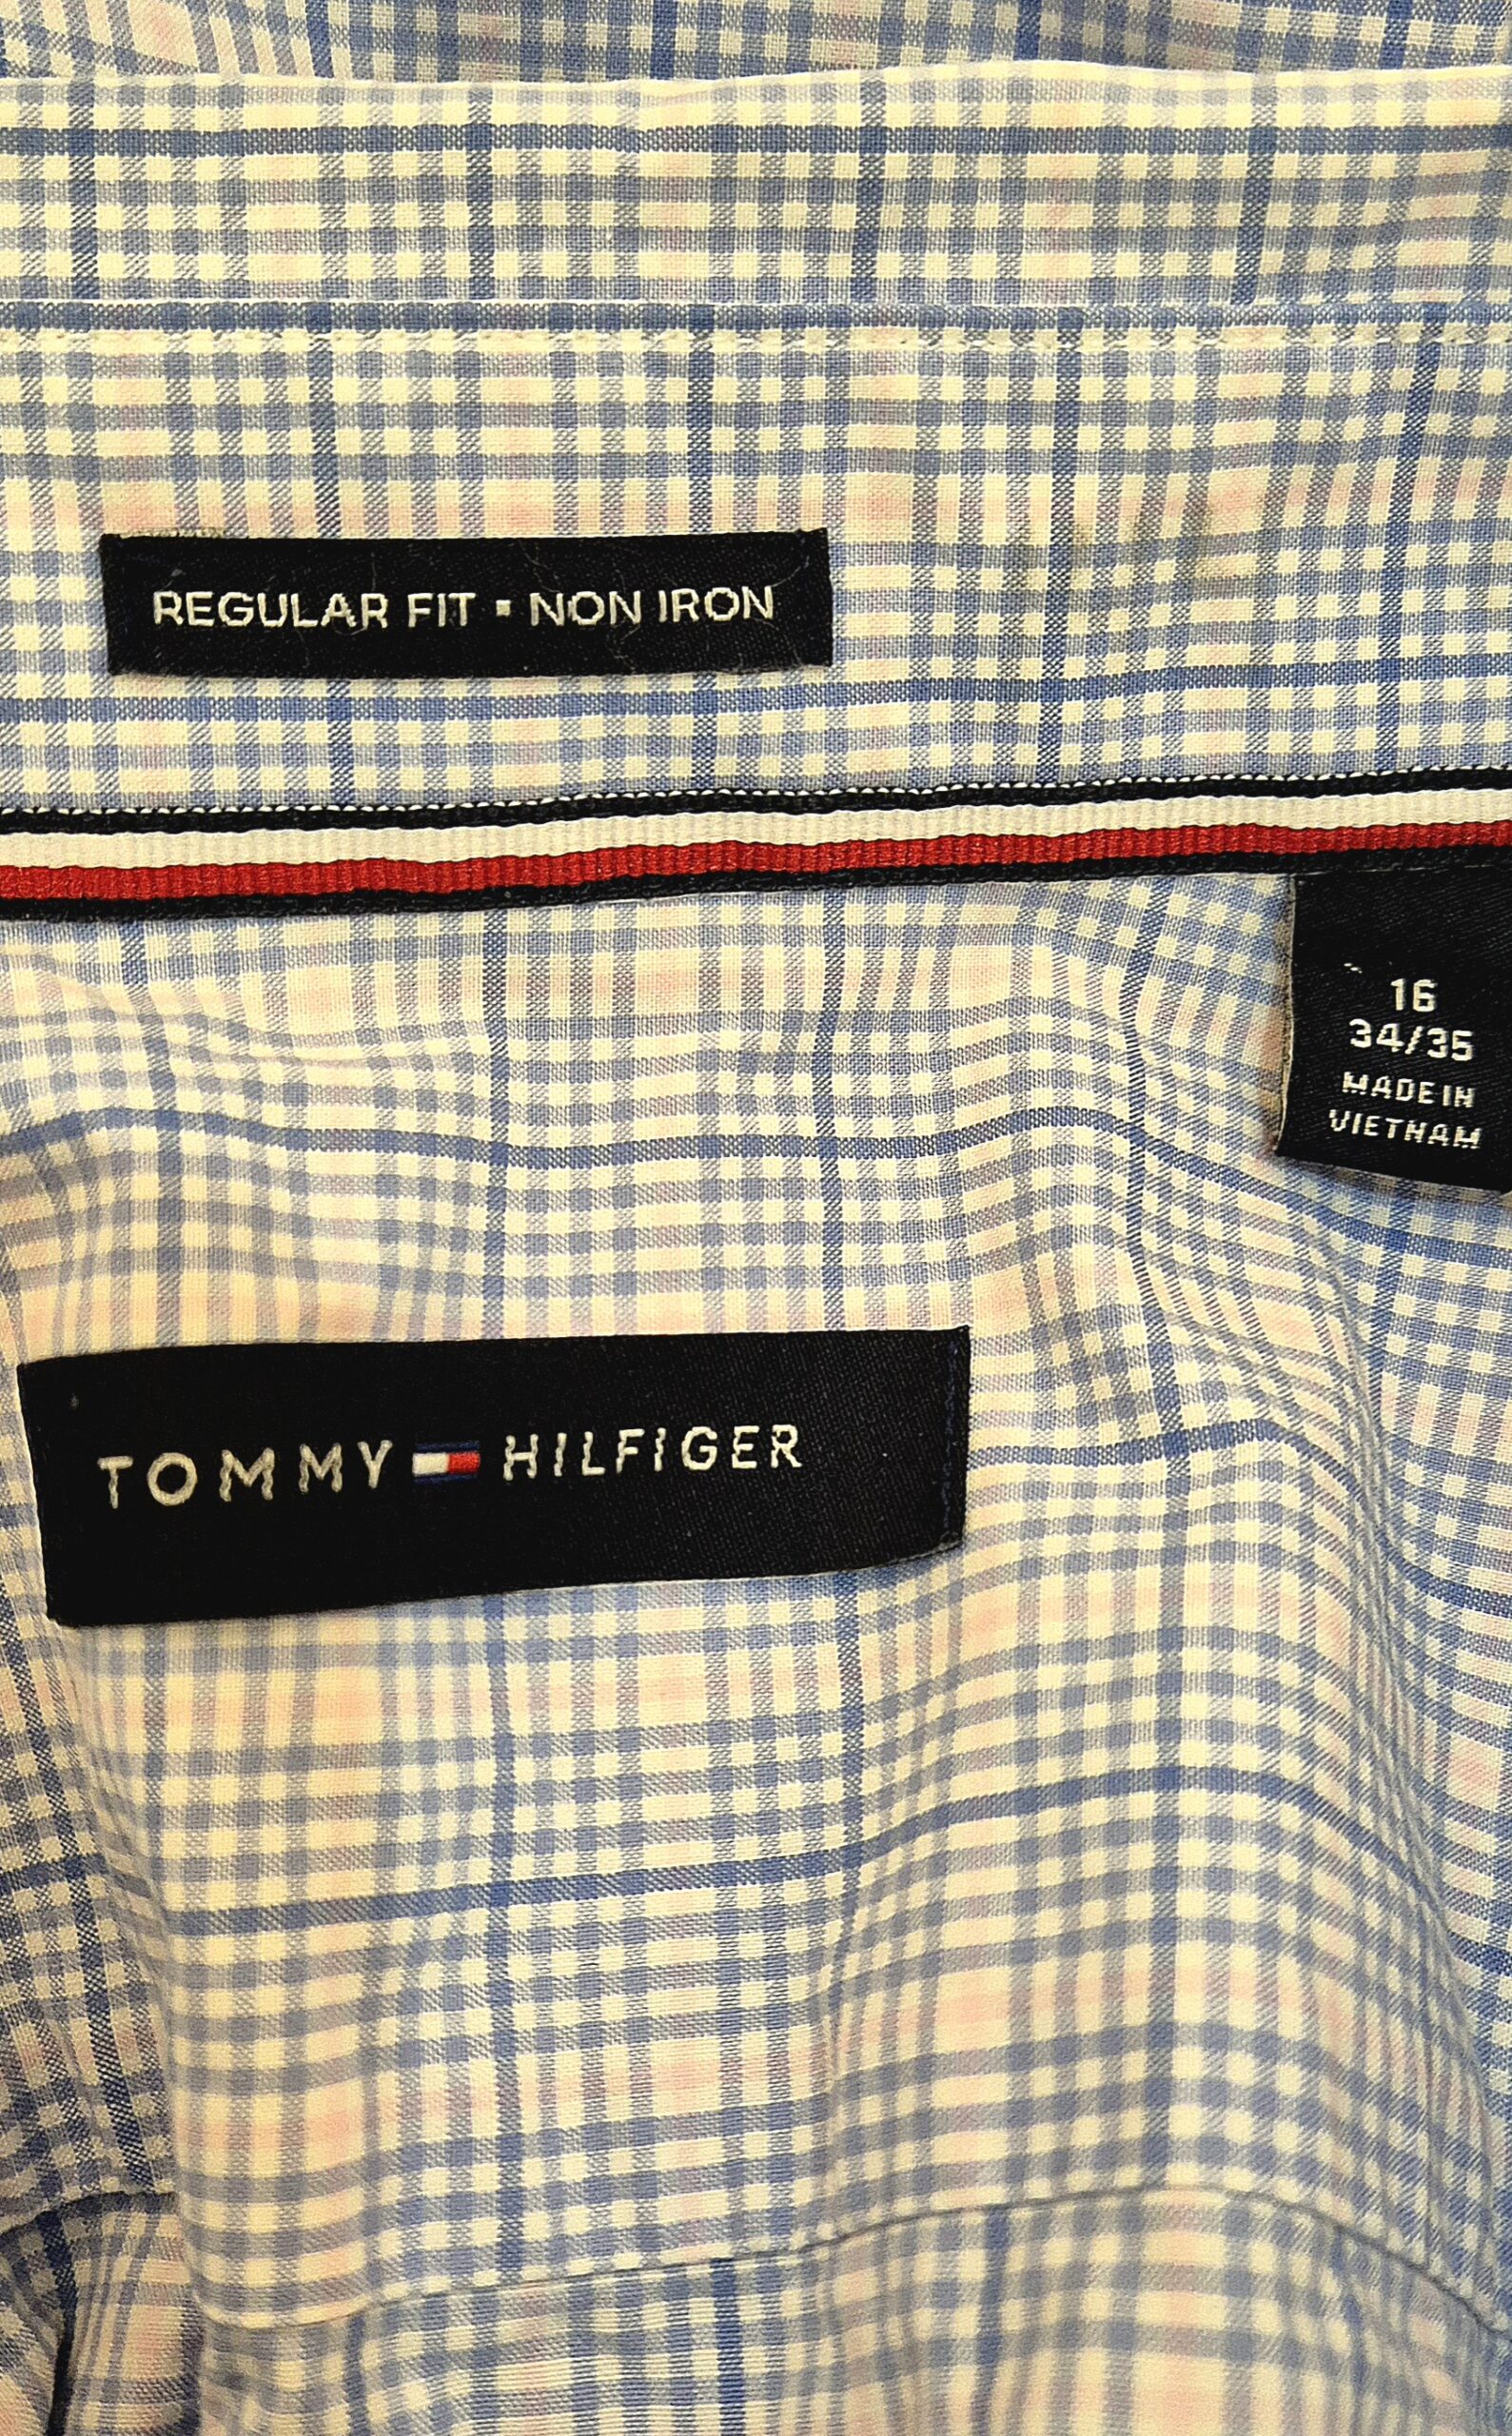 REGULAR FIT ▪ NON IRON
16
34/35
MADE IN
VIETNAM
TOMMY HILFIGER